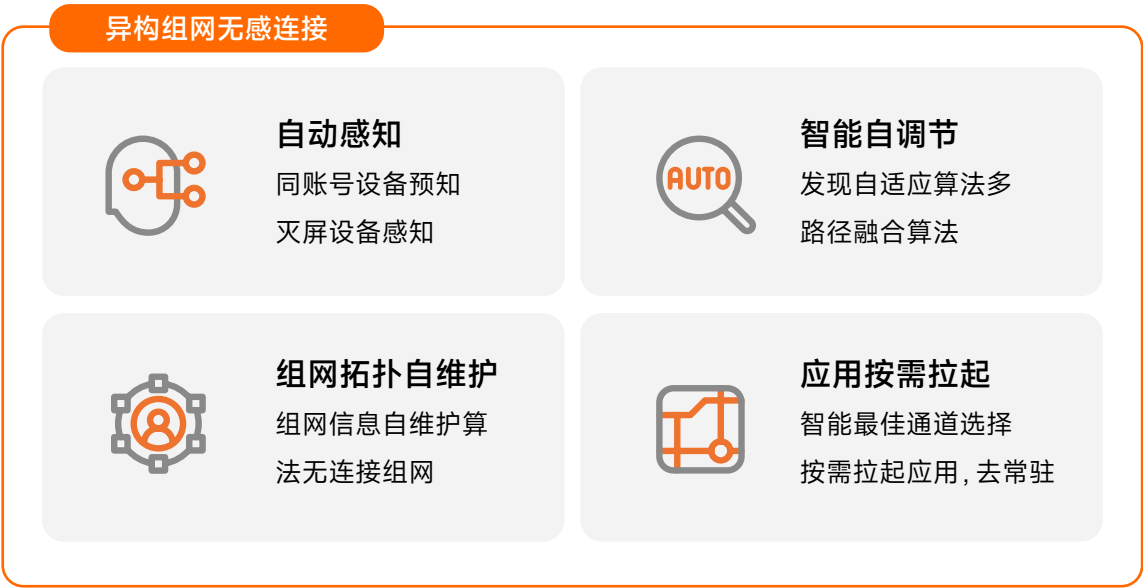 异构组网无感连接
自动感知
同账号设备预知
灭屏设备感知
AUTO
智能自调节
发现自适应算法多
路径融合算法
组网拓扑自维护
组网信息自维护算
法无连接组网
应用按需拉起
智能最佳通道选择
按需拉起应用，去常驻